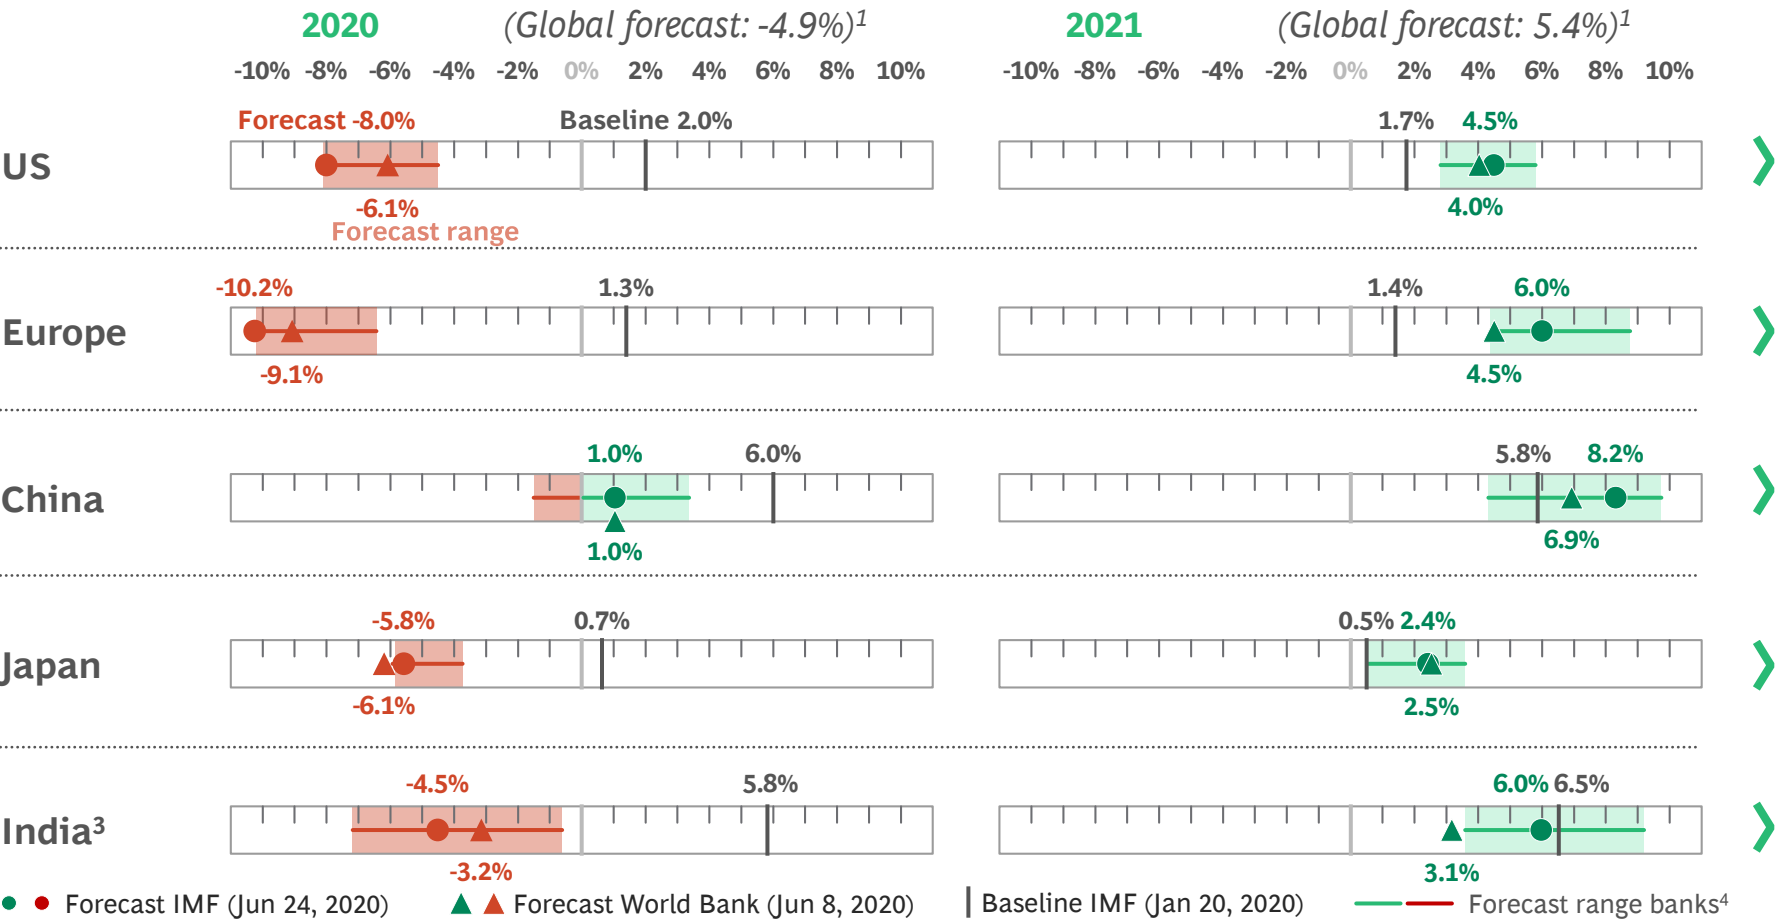 2020 (Global forecast: -4.9%)¹ 2021 (Global forecast: 5.4%)¹
-10% -8% -6% -4% -2% 0% 2% 4% 6% 8% 10% -10% -8% -6% -4% -2% 0% 2% 4% 6% 8% 10%
Forecast -8.0% Baseline 2.0% 1.7% 4.5%
US
-6.1% 4.0%
Forecast range
-10.2% 1.3% 1.4% 6.0%
Europe
-9.1% 4.5%
1.0% 6.0% 5.8% 8.2%
China
1.0% 6.9%
-5.8% 0.7% 0.5% 2.4%
Japan
-6.1% 2.5%
-4.5% 5.8% 6.0% 6.5%
India³
-3.2% 3.1%
Forecast IMF (Jun 24, 2020) Forecast World Bank (Jun 8, 2020) Baseline IMF (Jan 20, 2020) Forecast range banks⁴